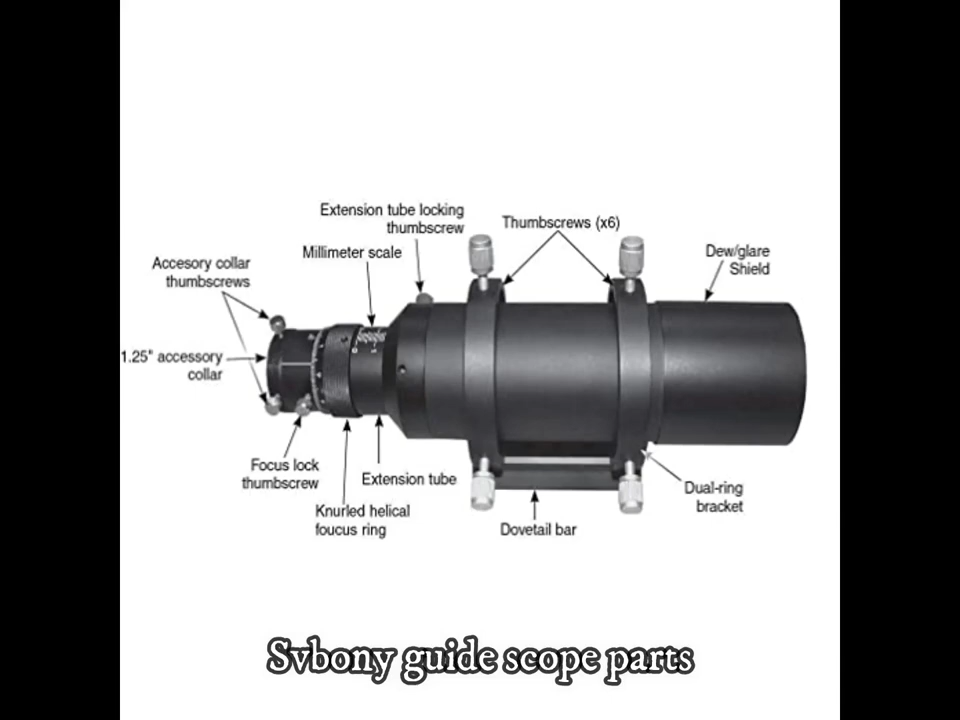 Extension tube locking
thumbscrew
Thumbscrews (x6)
Millimeter scale
Dew/glare
Shield
Accesory collar
thumbscrews
1.25" accessory
collar
Focus lock
thumbscrew
Extension tube
Knurled helical
foucus ring
Dual-ring
bracket
Dovetail bar
Svbony guide scope parts